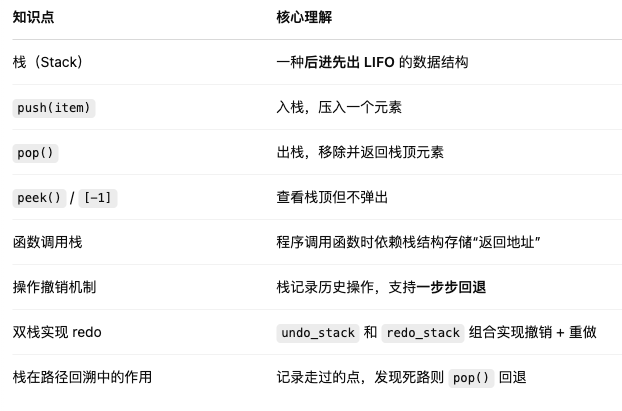 知识点 核心理解
栈（Stack） 一种后进先出 LIFO 的数据结构
push(item) 入栈，压入一个元素
pop() 出栈，移除并返回栈顶元素
peek() / [-1] 查看栈顶但不弹出
函数调用栈 程序调用函数时依赖栈结构存储“返回地址”
操作撤销机制 栈记录历史操作，支持一步步回退
双栈实现 redo undo_stack 和 redo_stack 组合实现撤销 + 重做
栈在路径回溯中的作用 记录走过的点，发现死路则 pop() 回退